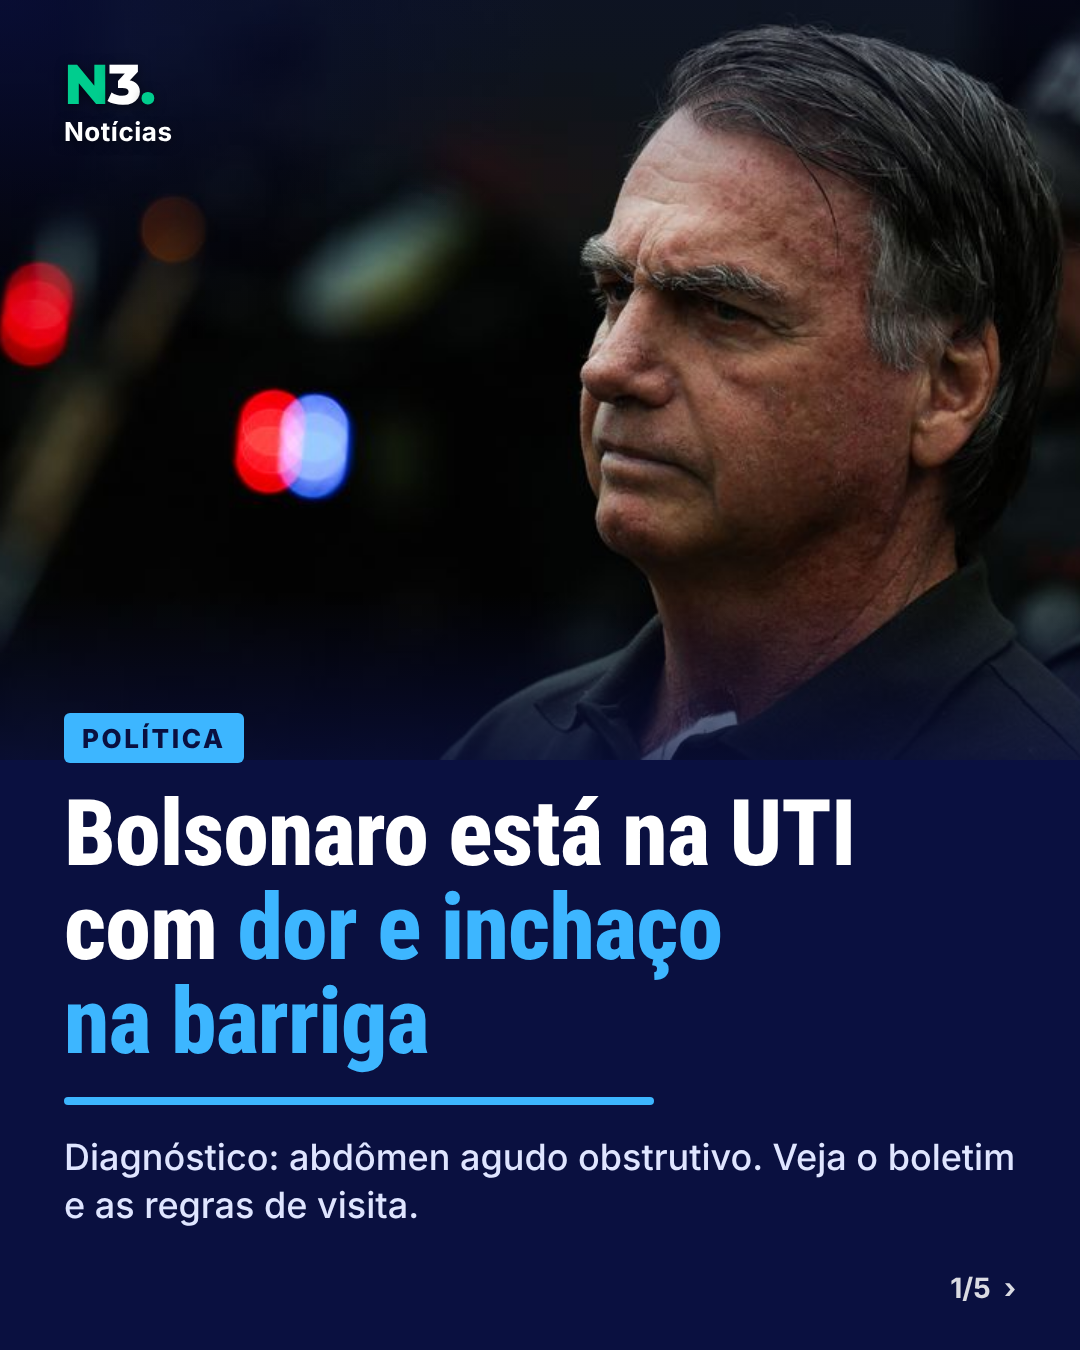 N3.
Notícias
POLÍTICA
Bolsonaro está na UTI
com dor e inchaço
na barriga
Diagnóstico: abdômen agudo obstrutivo. Veja o boletim
e as regras de visita.
1/5 ›